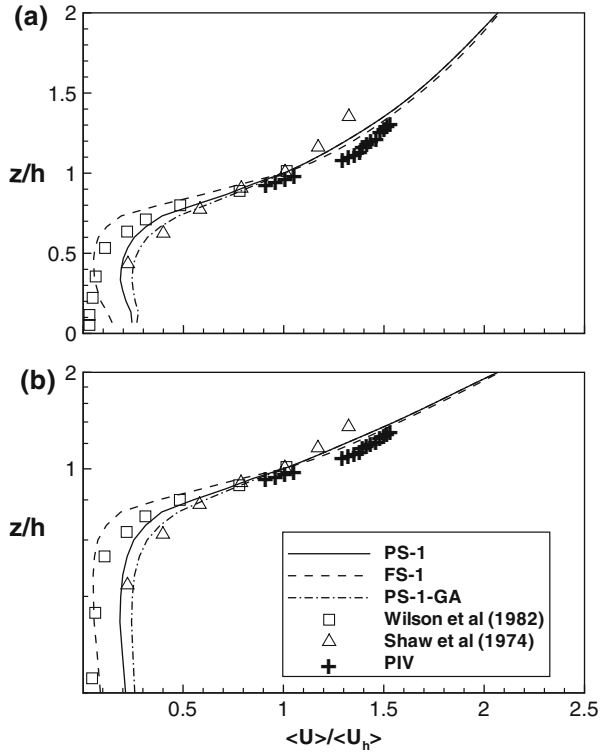 (a)
2
1.5
z/h
1
0.5
0
(b)
2
1
z/h
PS-1
FS-1
PS-1-GA
Wilson et al (1982)
Shaw et al (1974)
PIV
0.5 1 1.5 2 2.5
<U>/<U_h>